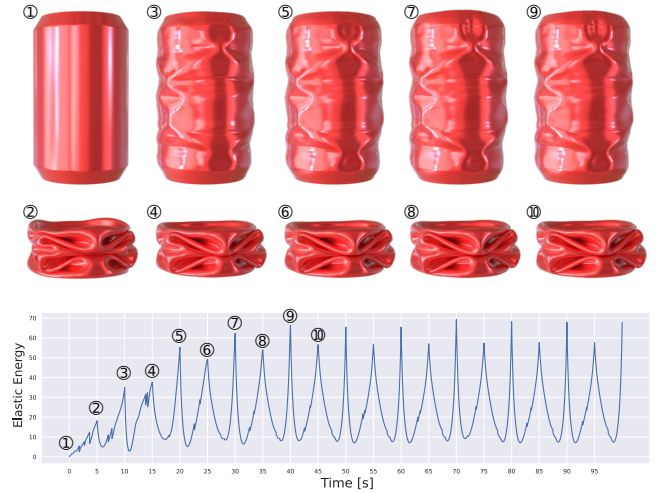 ① ③ ⑤ ⑦ ⑨
② ④ ⑥ ⑧ ⑩
70
60
50
40
30
20
10
0
Elastic Energy
① ② ③ ④ ⑤ ⑥ ⑦ ⑧ ⑨ ⑩
0 5 10 15 20 25 30 35 40 45 50 55 60 65 70 75 80 85 90 95
Time [s]